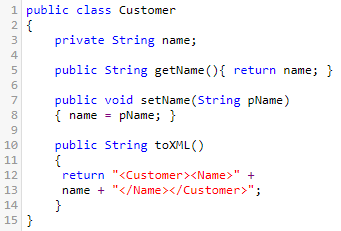 1 public class Customer
2 {
3     private String name;
4
5     public String getName(){ return name; }
6
7     public void setName(String pName)
8     { name = pName; }
9
10     public String toXML()
11     {
12      return "<Customer><Name>" +
13      name + "</Name></Customer>";
14     }
15 }